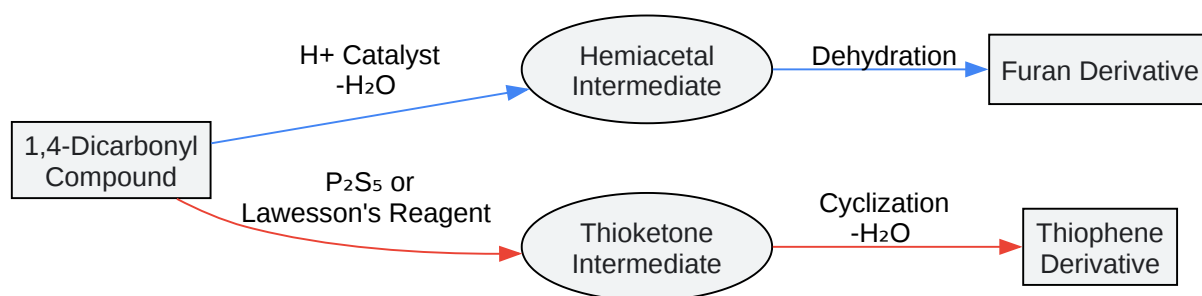 1,4-Dicarbonyl
Compound
H+ Catalyst
-H₂O
Hemiacetal
Intermediate
Dehydration
Furan Derivative
P₂S₅ or
Lawesson's Reagent
Thioketone
Intermediate
Cyclization
-H₂O
Thiophene
Derivative